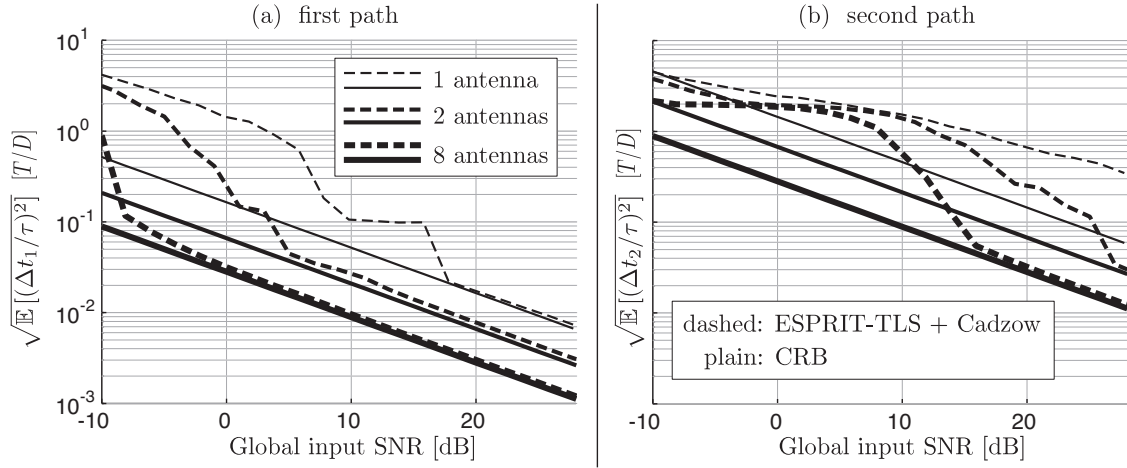 (a) first path
10^1
10^0
10^-1
10^-2
10^-3
√E [(Δt₁/τ)²] [T/D]
1 antenna
2 antennas
8 antennas
-10 0 10 20
Global input SNR [dB]
(b) second path
√E [(Δt₂/τ)²] [T/D]
dashed: ESPRIT-TLS + Cadzow
plain: CRB
-10 0 10 20
Global input SNR [dB]